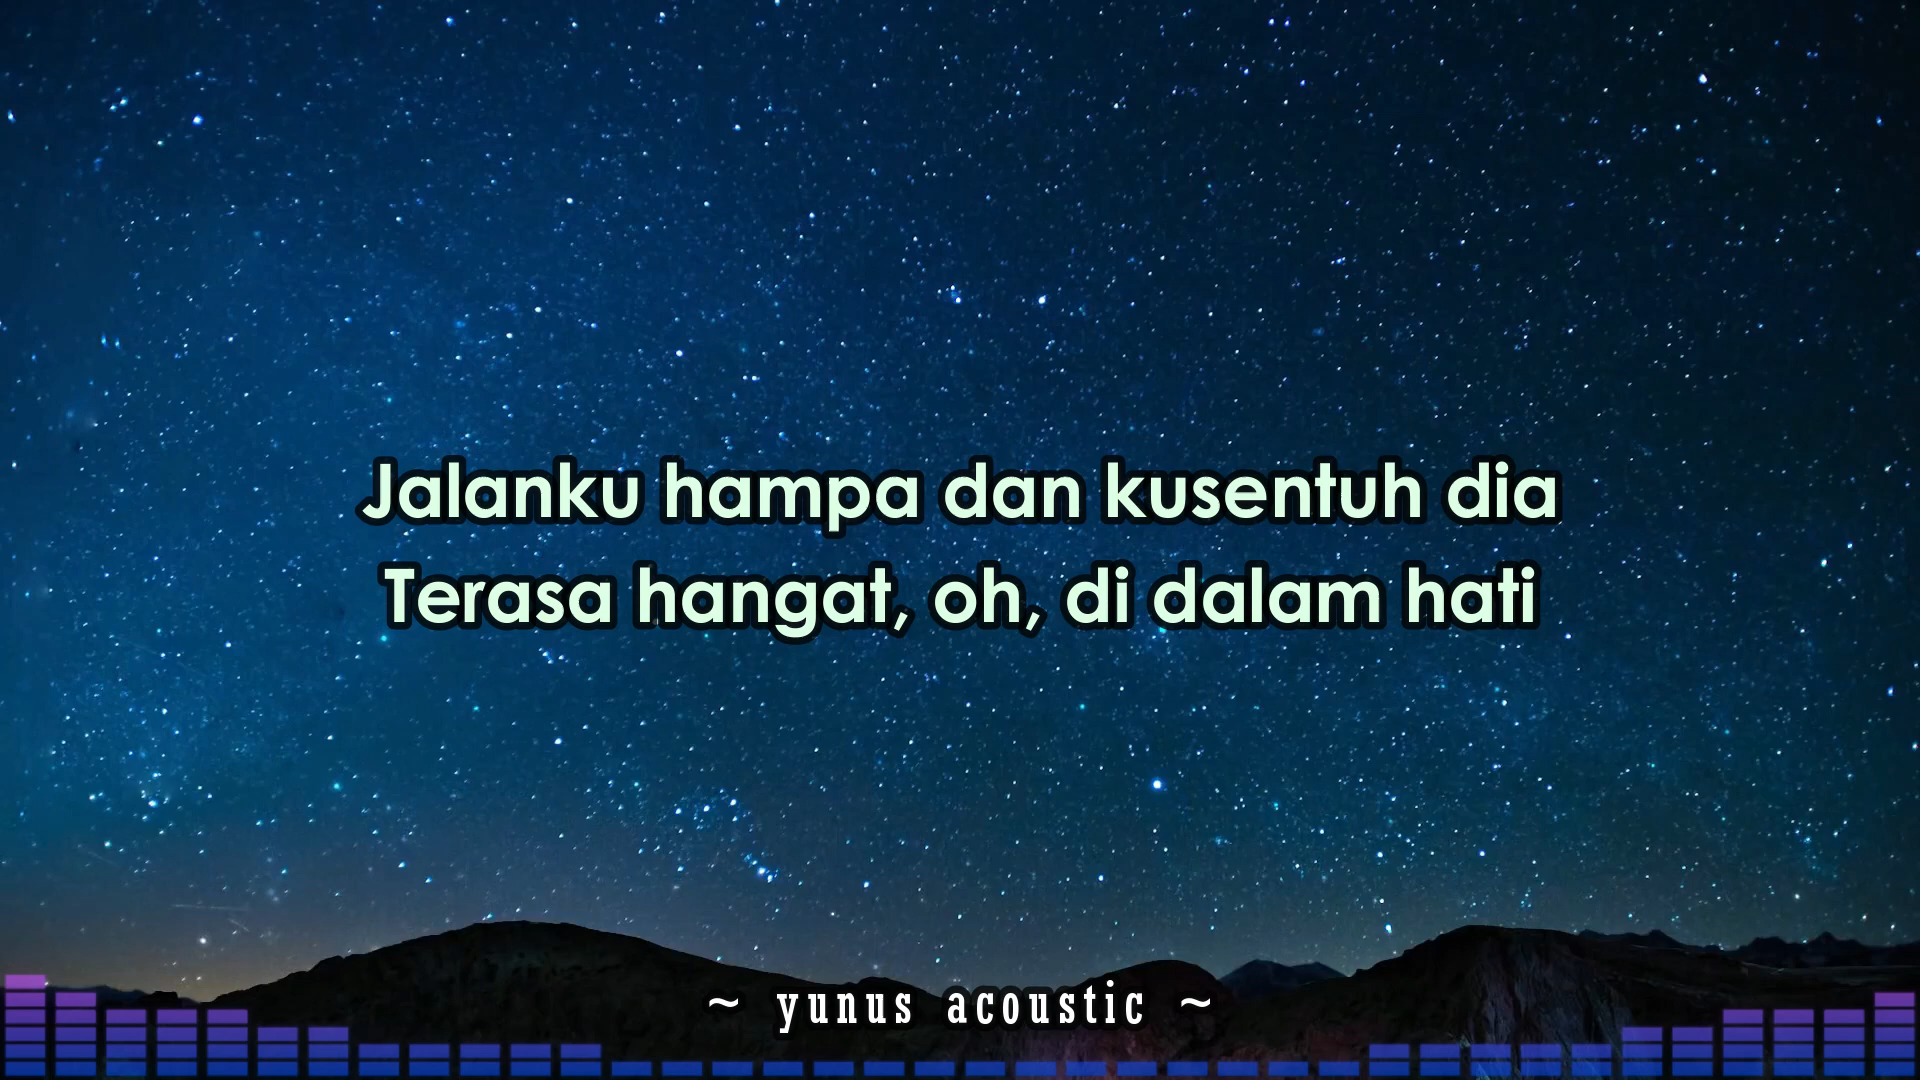 Jalanku hampa dan kusentuh dia
Terasa hangat, oh, di dalam hati
~ yunus acoustic ~